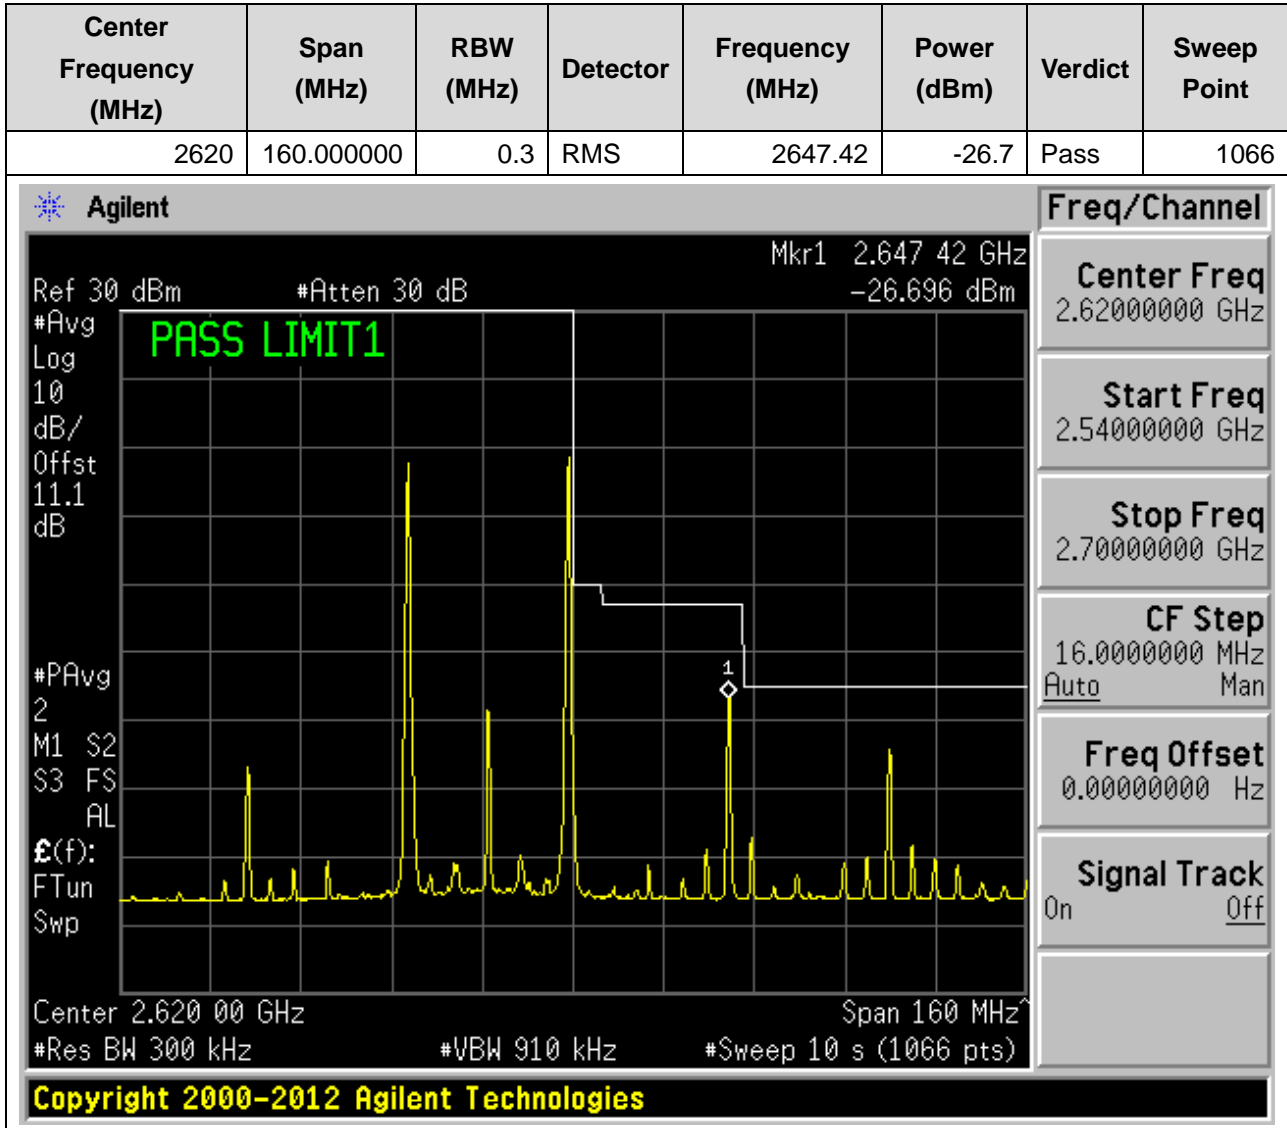 Center Frequency (MHz) Span (MHz) RBW (MHz) Detector Frequency (MHz) Power (dBm) Verdict Sweep Point
2620 160.000000 0.3 RMS 2647.42 -26.7 Pass 1066
Agilent
Freq/Channel
Mkr1 2.647 42 GHz
Ref 30 dBm #Atten 30 dB -26.696 dBm
#Avg
Log
10
dB/
Offst
11.1
dB
PASS LIMIT1
1
#PAvg
2
M1 S2
S3 FS
AL
£(f):
FTun
Swp
Center 2.620 00 GHz Span 160 MHz^
#Res BW 300 kHz #VBW 910 kHz #Sweep 10 s (1066 pts)
Center Freq
2.62000000 GHz
Start Freq
2.54000000 GHz
Stop Freq
2.70000000 GHz
CF Step
16.0000000 MHz
Auto Man
Freq Offset
0.00000000 Hz
Signal Track
On Off
Copyright 2000-2012 Agilent Technologies